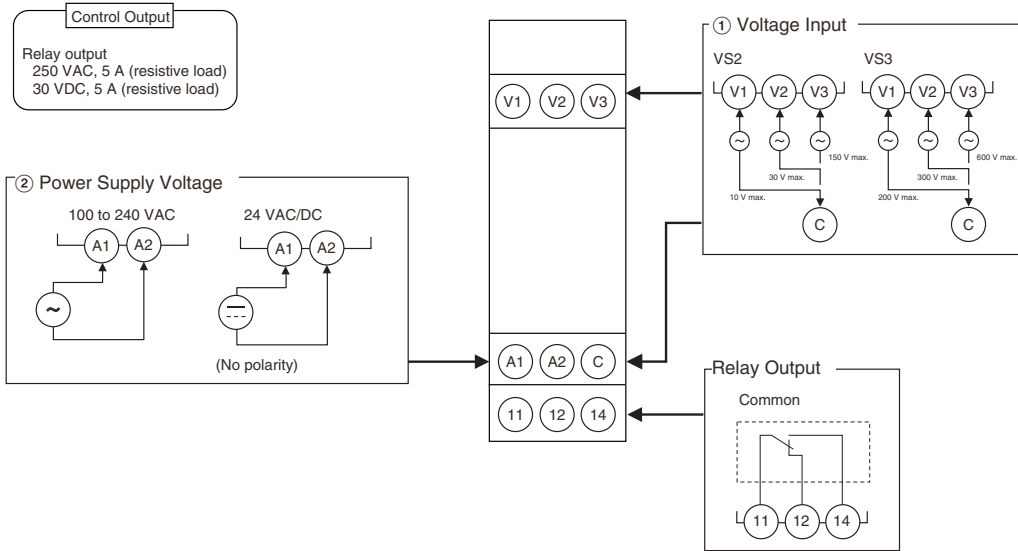 Control Output
Relay output
250 VAC, 5 A (resistive load)
30 VDC, 5 A (resistive load)
② Power Supply Voltage
100 to 240 VAC
24 VAC/DC
A1 A2
A1 A2
~
(No polarity)
V1 V2 V3
A1 A2 C
11 12 14
① Voltage Input
VS2
VS3
V1 V2 V3
V1 V2 V3
~ ~ ~
~ ~ ~
150 V max.
600 V max.
30 V max.
300 V max.
10 V max.
200 V max.
C
C
Relay Output
Common
11 12 14